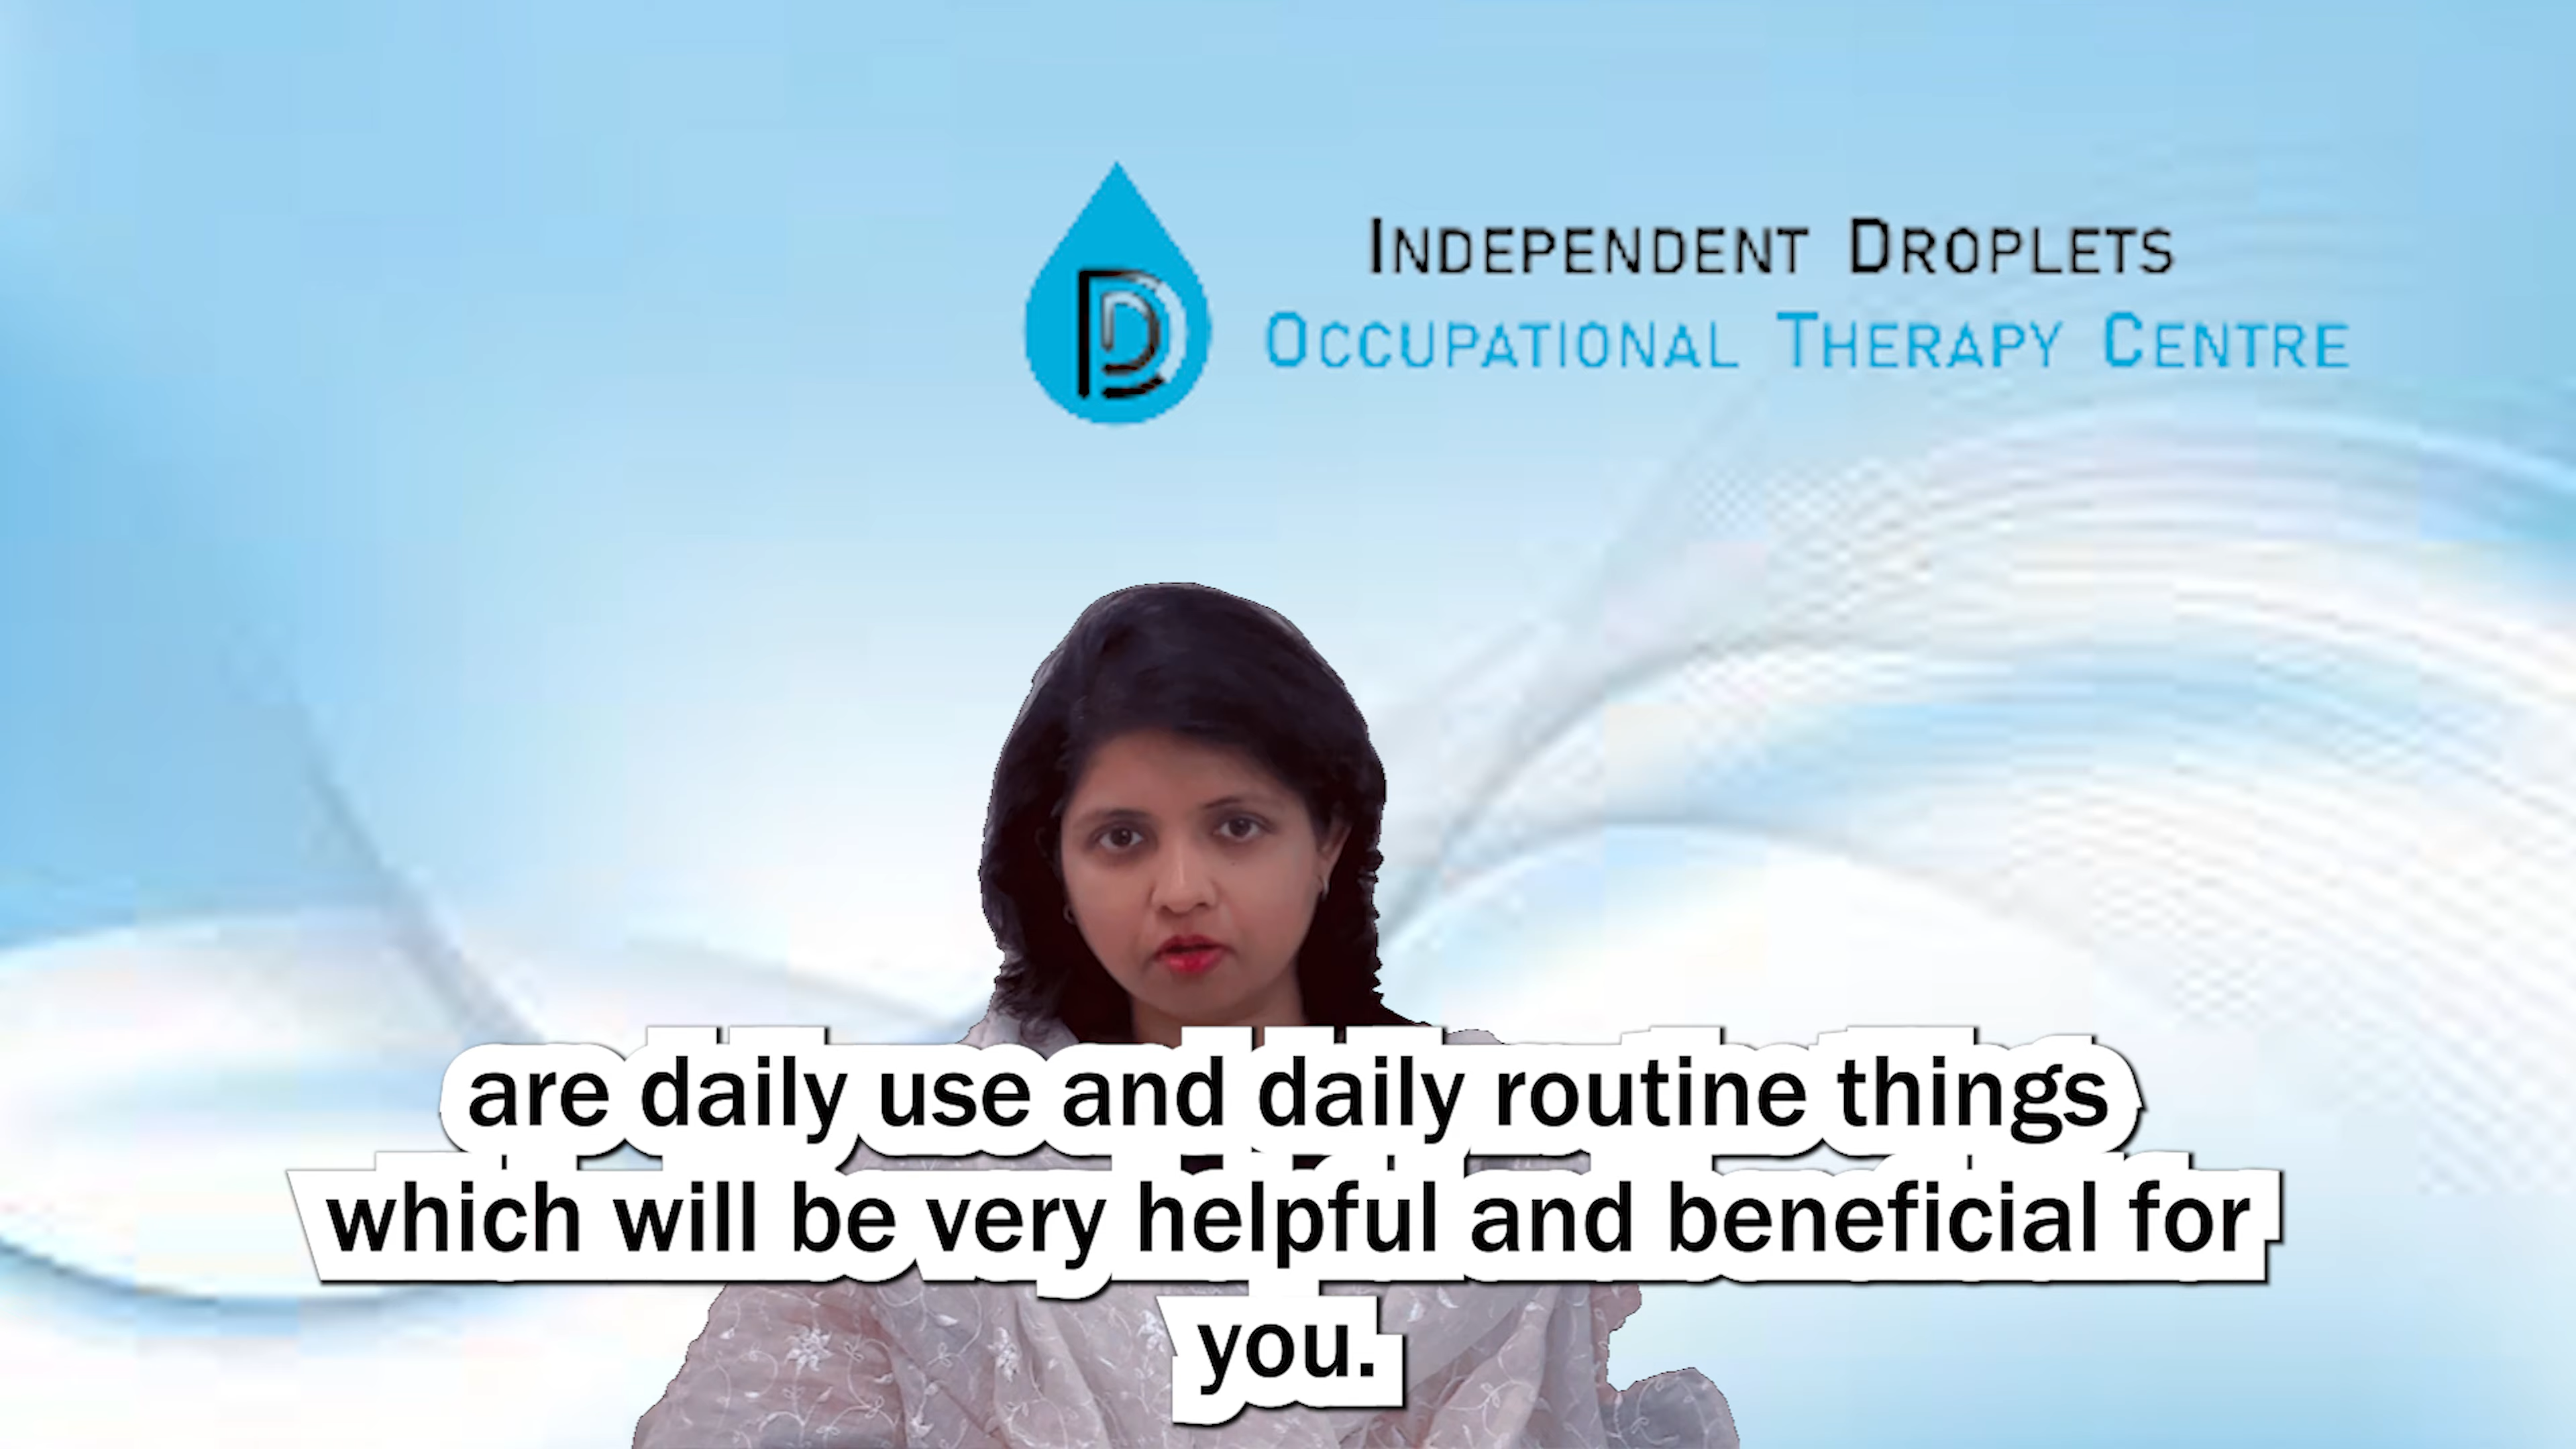 INDEPENDENT DROPLETS
OCCUPATIONAL THERAPY CENTRE
are daily use and daily routine things
which will be very helpful and beneficial for
you.